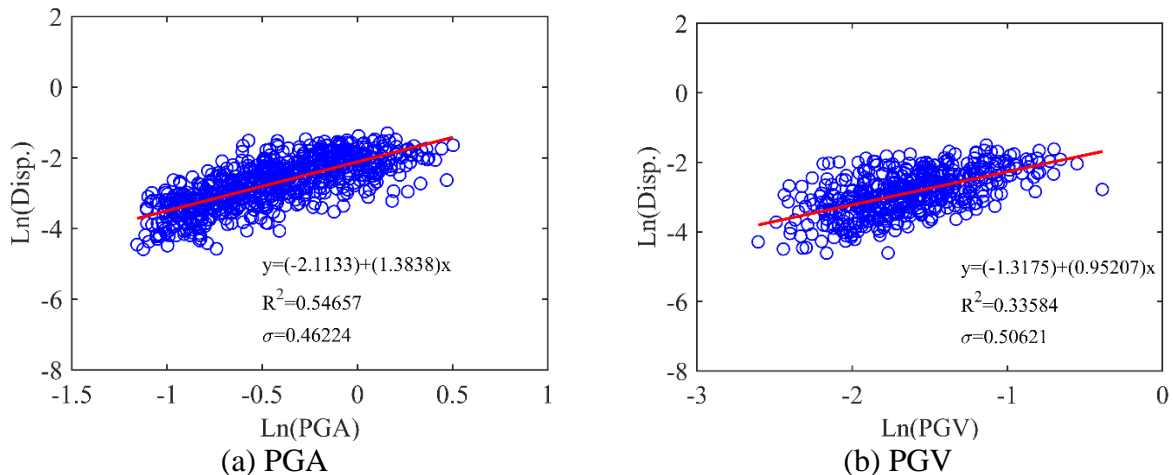 2
0
-2
-4
-6
-8
Ln(Disp.)
y=(-2.1133)+(1.3838)x
R²=0.54657
σ=0.46224
-1.5 -1 -0.5 0 0.5 1
Ln(PGA)
(a) PGA
2
0
-2
-4
-6
-8
Ln(Disp.)
y=(-1.3175)+(0.95207)x
R²=0.33584
σ=0.50621
-3 -2 -1 0
Ln(PGV)
(b) PGV